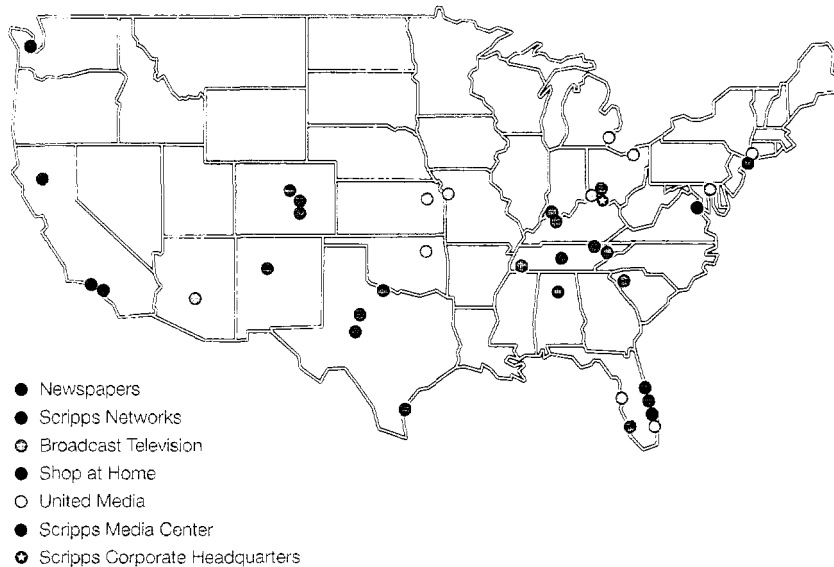 Newspapers
Scripps Networks
Broadcast Television
Shop at Home
United Media
Scripps Media Center
Scripps Corporate Headquarters